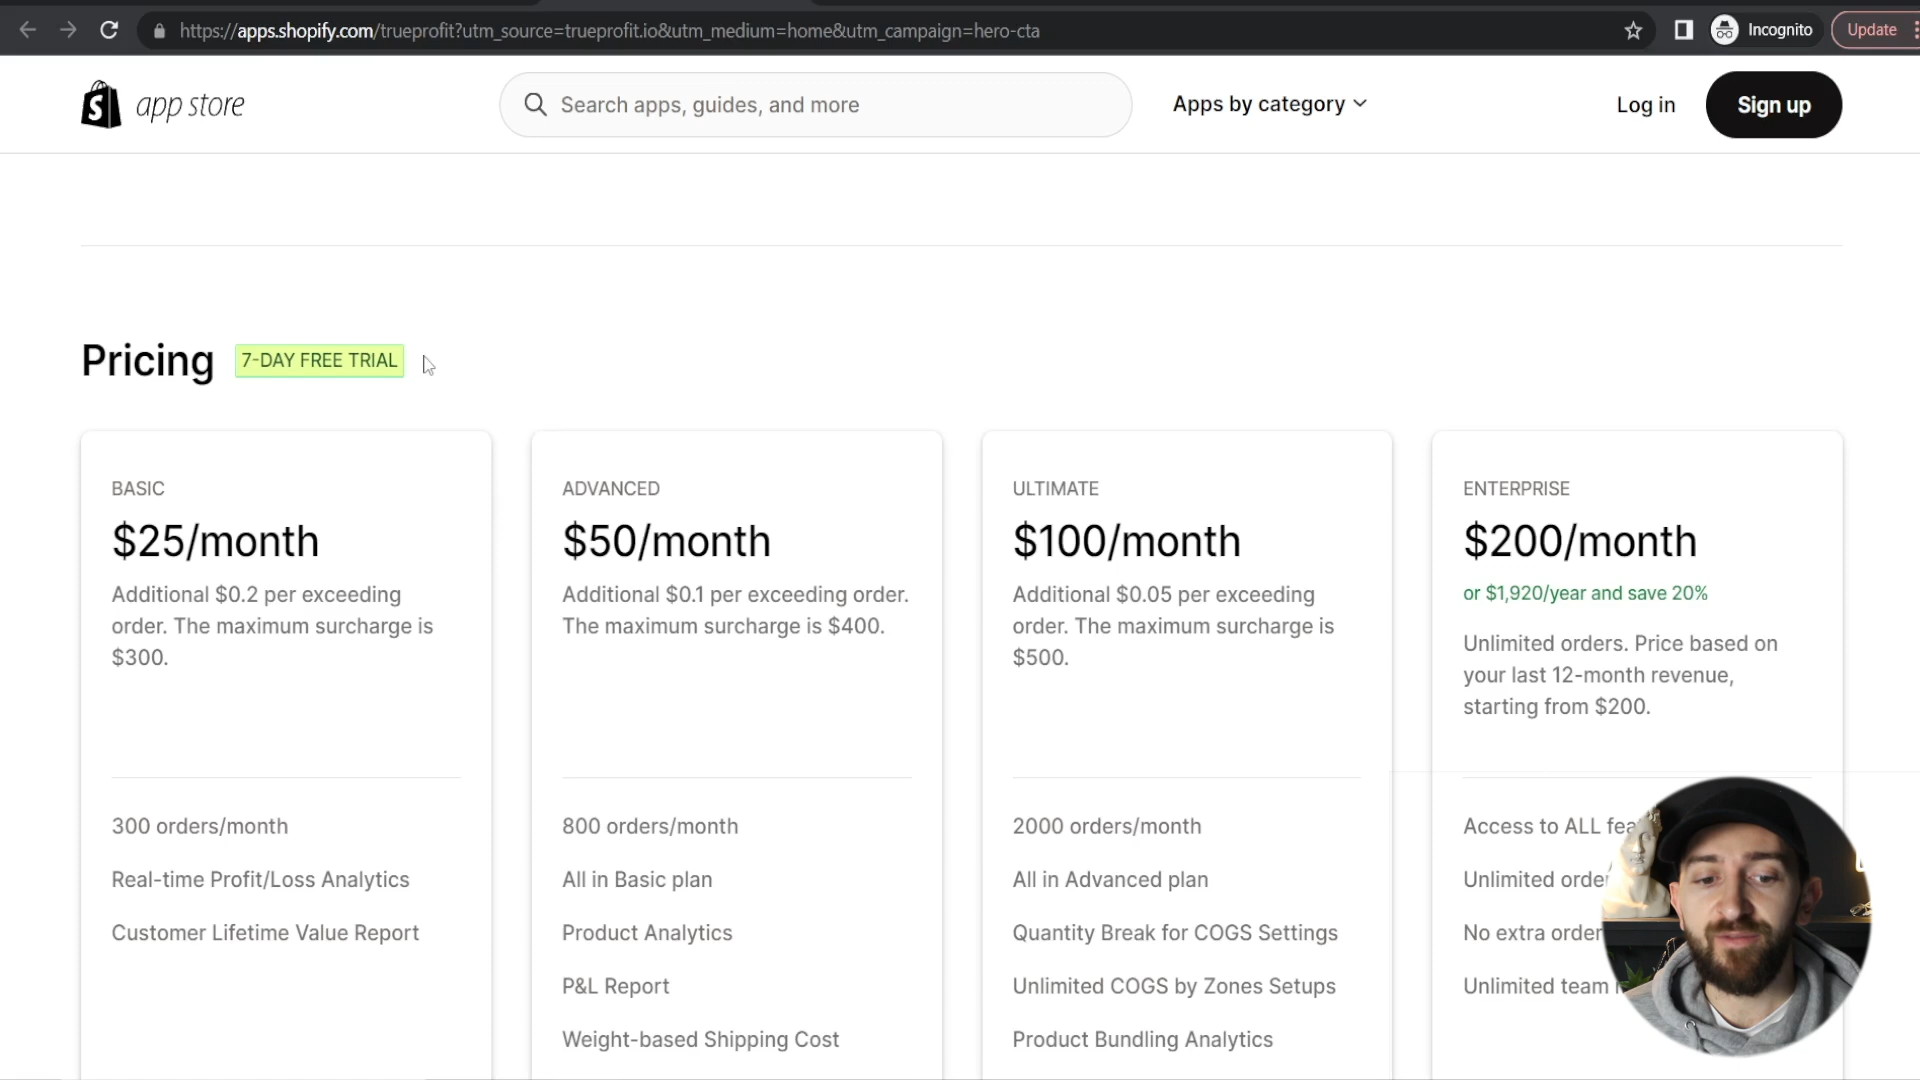 https://apps.shopify.com/trueprofit?utm_source=trueprofit.io&utm_medium=home&utm_campaign=hero-cta
Incognito
Update
app store
Search apps, guides, and more
Apps by category
Log in
Sign up
Pricing
7-DAY FREE TRIAL
BASIC
$25/month
Additional $0.2 per exceeding
order. The maximum surcharge is
$300.
300 orders/month
Real-time Profit/Loss Analytics
Customer Lifetime Value Report
ADVANCED
$50/month
Additional $0.1 per exceeding order.
The maximum surcharge is $400.
800 orders/month
All in Basic plan
Product Analytics
P&L Report
Weight-based Shipping Cost
ULTIMATE
$100/month
Additional $0.05 per exceeding
order. The maximum surcharge is
$500.
2000 orders/month
All in Advanced plan
Quantity Break for COGS Settings
Unlimited COGS by Zones Setups
Product Bundling Analytics
ENTERPRISE
$200/month
or $1,920/year and save 20%
Unlimited orders. Price based on
your last 12-month revenue,
starting from $200.
Access to ALL
Unlimited
No extra order
Unlimited team